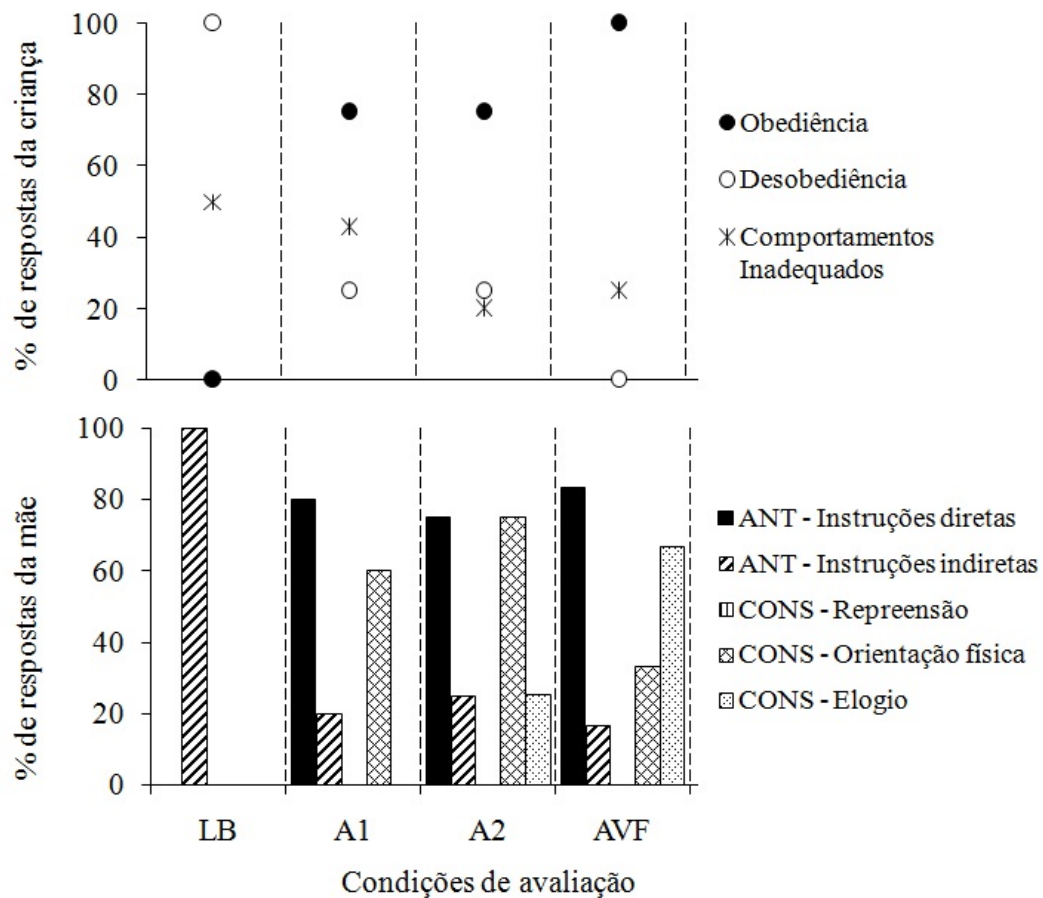 % de respostas da criança
100
80
60
40
20
0
Obediência
Desobediência
Comportamentos
Inadequados
% de respostas da mãe
100
80
60
40
20
0
ANT - Instruções diretas
ANT - Instruções indiretas
CONS - Repreensão
CONS - Orientação física
CONS - Elogio
LB A1 A2 AVF
Condições de avaliação